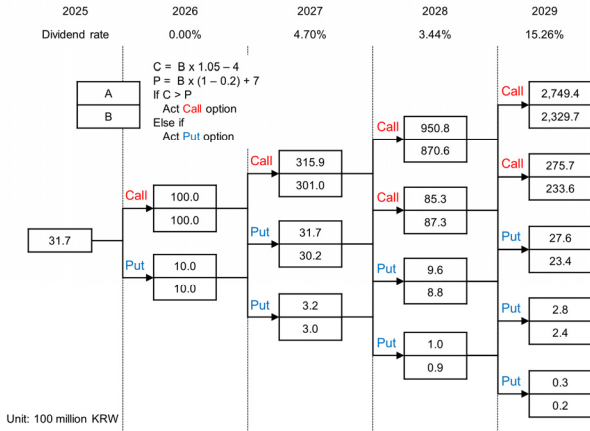 2025 2026 2027 2028 2029
Dividend rate 0.00% 4.70% 3.44% 15.26%
A
B
C = B x 1.05 – 4
P = B x (1 – 0.2) + 7
If C > P
Act Call option
Else if
Act Put option
Call 2,749.4
2,329.7
Call 950.8
870.6
Call 315.9
301.0
Call 275.7
233.6
Call 100.0
100.0
Call 85.3
87.3
31.7
Put 31.7
30.2
Put 27.6
23.4
Put 10.0
10.0
Put 9.6
8.8
Put 3.2
3.0
Put 2.8
2.4
Put 1.0
0.9
Put 0.3
0.2
Unit: 100 million KRW